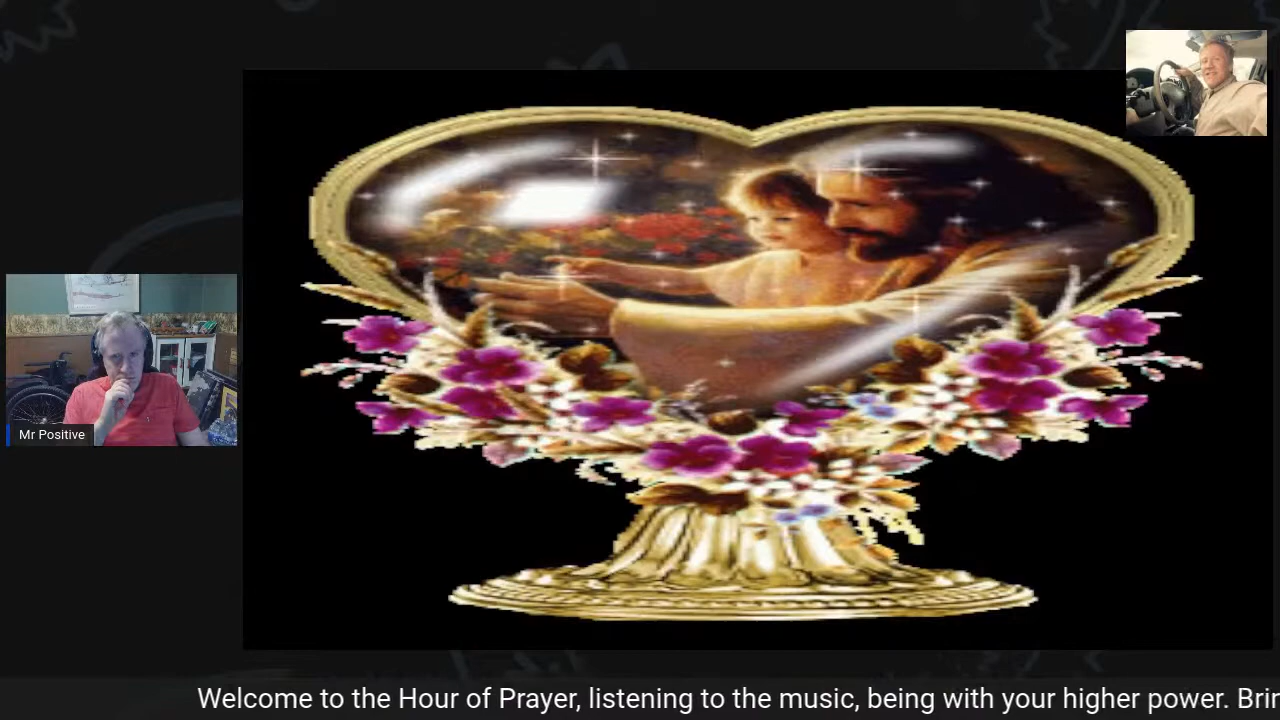 Mr Positive
Welcome to the Hour of Prayer, listening to the music, being with your higher power.